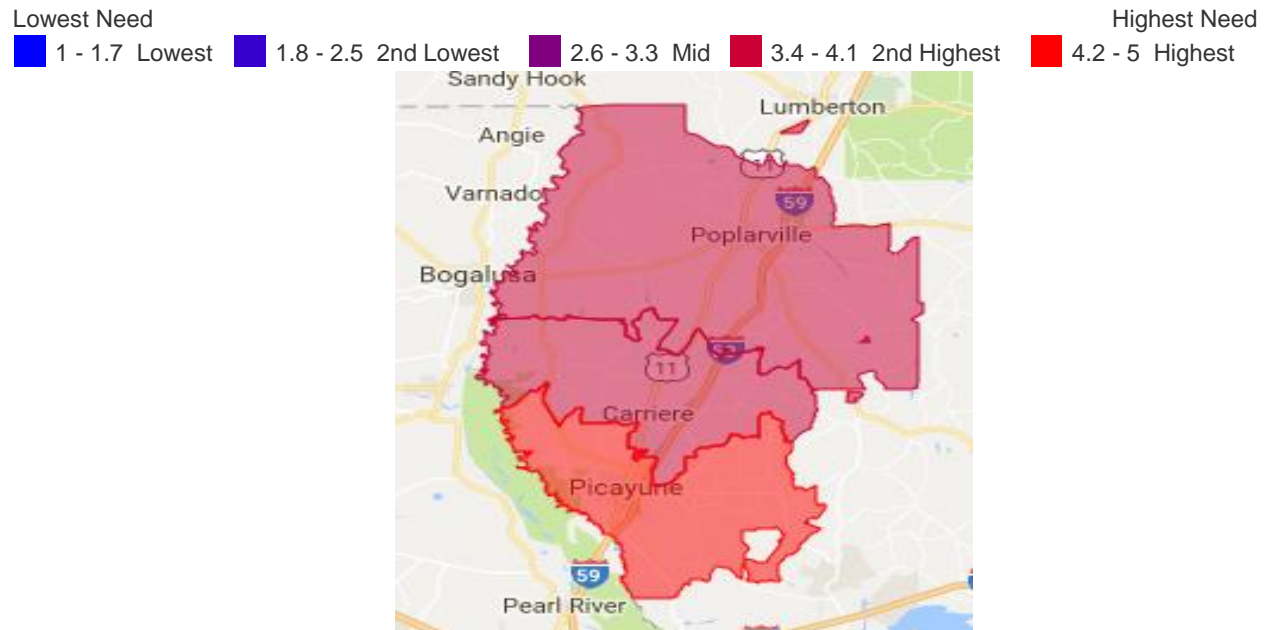 Lowest Need Highest Need
1 - 1.7 Lowest 1.8 - 2.5 2nd Lowest 2.6 - 3.3 Mid 3.4 - 4.1 2nd Highest 4.2 - 5 Highest
Sandy Hook
Lumberton
Angie
11
Varnado
59
Poplarville
Bogalusa
11
Carriere
Picayune
59
Pearl River